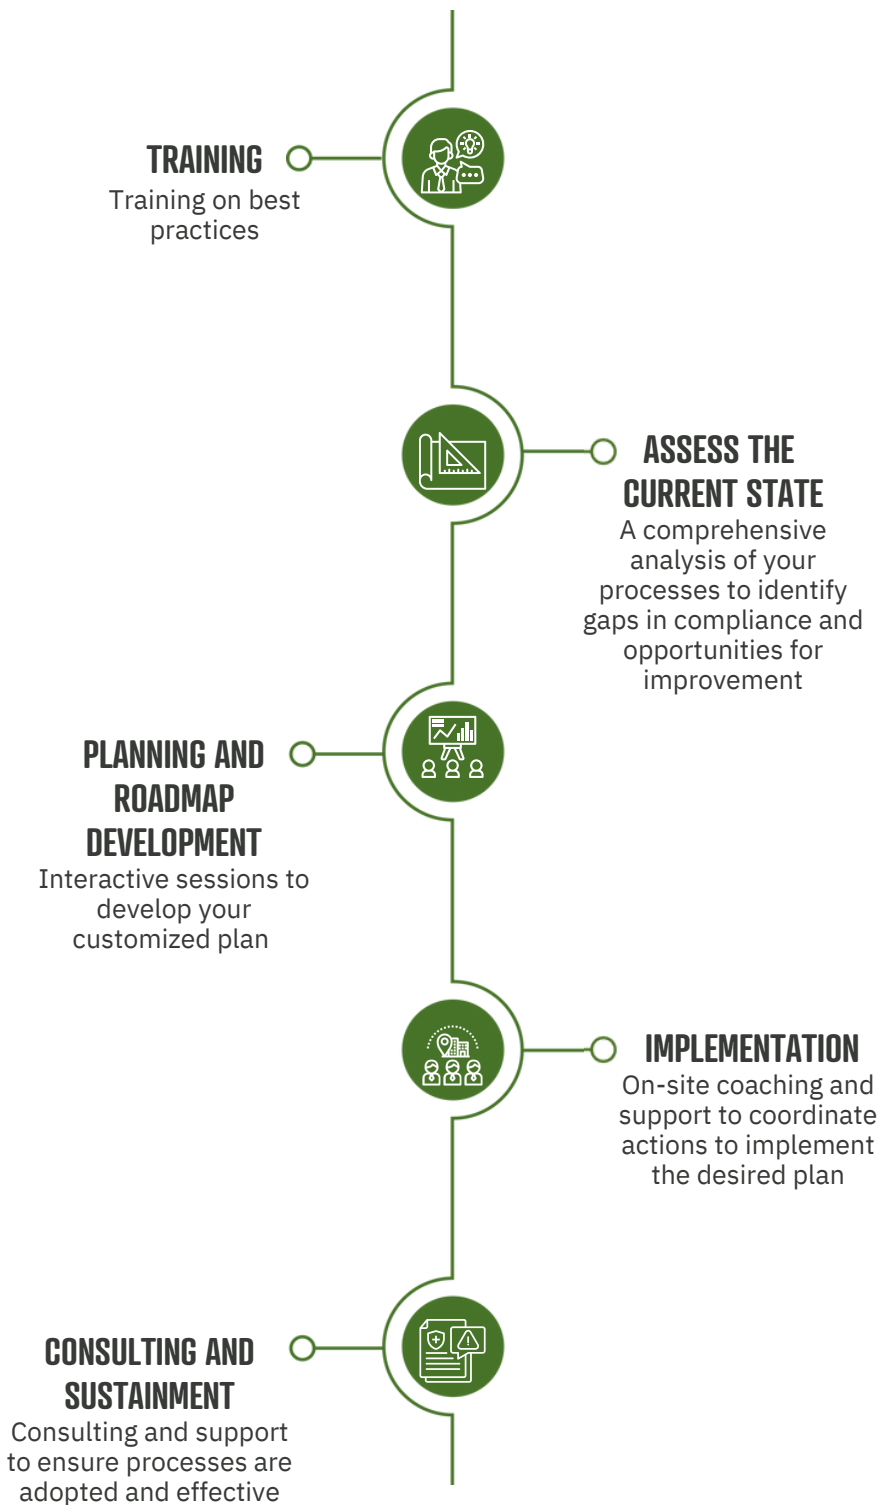 TRAINING
Training on best
practices
ASSESS THE
CURRENT STATE
A comprehensive
analysis of your
processes to identify
gaps in compliance and
opportunities for
improvement
PLANNING AND
ROADMAP
DEVELOPMENT
Interactive sessions to
develop your
customized plan
IMPLEMENTATION
On-site coaching and
support to coordinate
actions to implement
the desired plan
CONSULTING AND
SUSTAINMENT
Consulting and support
to ensure processes are
adopted and effective